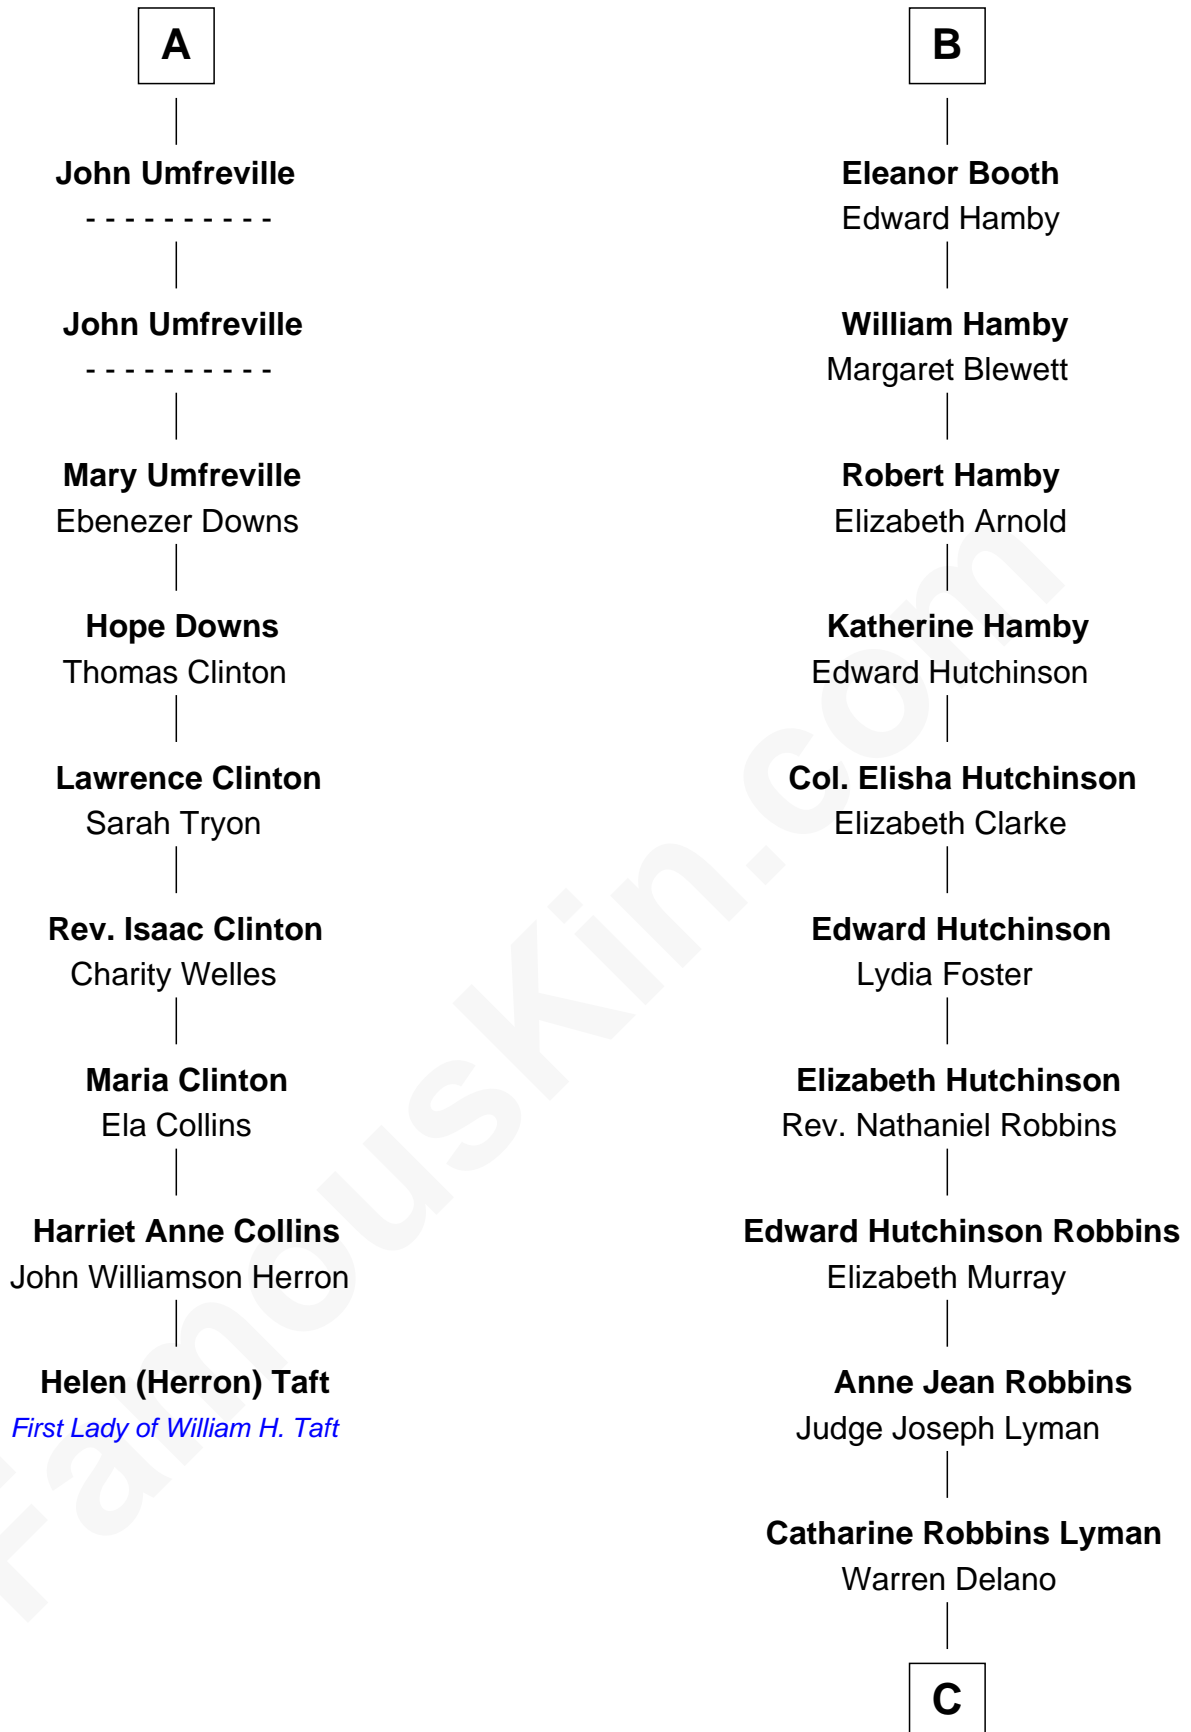 A
John Umfreville
- - - - - - - - - -
John Umfreville
- - - - - - - - - -
Mary Umfreville
Ebenezer Downs
Hope Downs
Thomas Clinton
Lawrence Clinton
Sarah Tryon
Rev. Isaac Clinton
Charity Welles
Maria Clinton
Ela Collins
Harriet Anne Collins
John Williamson Herron
Helen (Herron) Taft
First Lady of William H. Taft
B
Eleanor Booth
Edward Hamby
William Hamby
Margaret Blewett
Robert Hamby
Elizabeth Arnold
Katherine Hamby
Edward Hutchinson
Col. Elisha Hutchinson
Elizabeth Clarke
Edward Hutchinson
Lydia Foster
Elizabeth Hutchinson
Rev. Nathaniel Robbins
Edward Hutchinson Robbins
Elizabeth Murray
Anne Jean Robbins
Judge Joseph Lyman
Catharine Robbins Lyman
Warren Delano
C
FamousKin.com